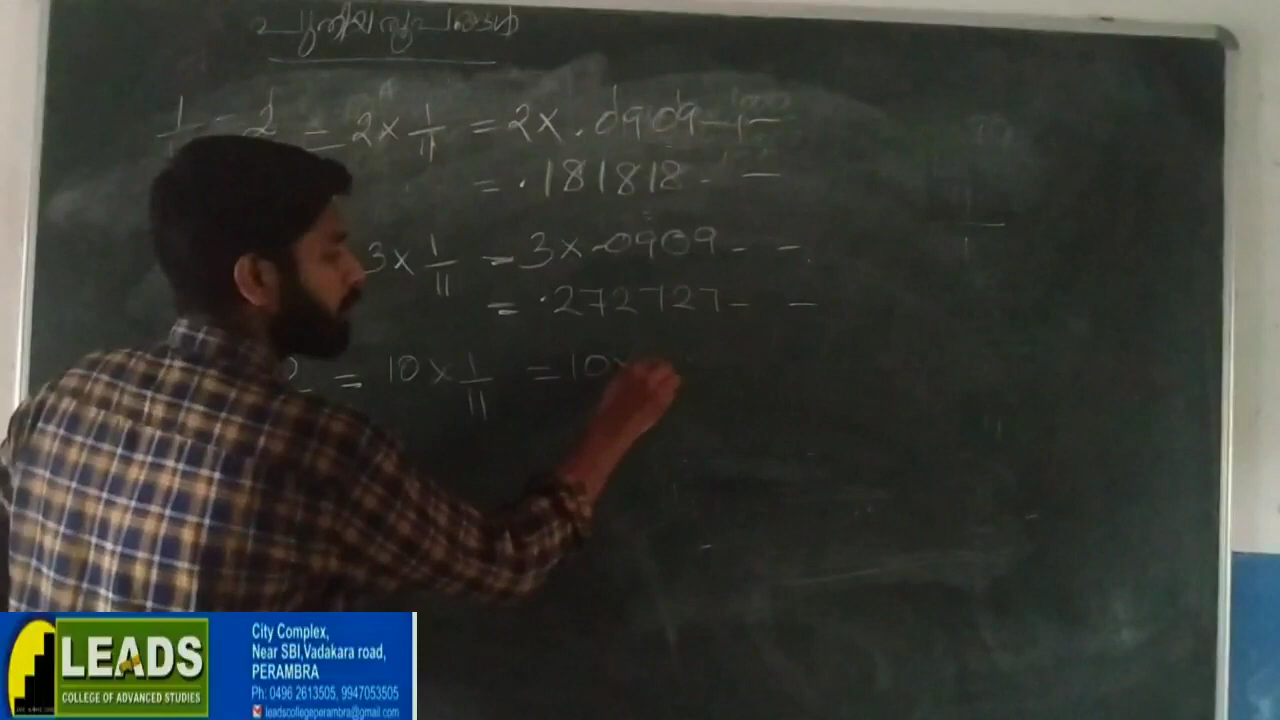 = 2 × 1/11 = 2 × .0909 - -
= .181818 - -
3 × 1/11 = 3 × .0909 - -
= .272727 - -
2 = 10 × 1/11 = 10 ×
LEADS
COLLEGE OF ADVANCED STUDIES
City Complex,
Near SBI,Vadakara road,
PERAMBRA
Ph: 0496 2613505, 9947053505
leadscollegeperambra@gmail.com